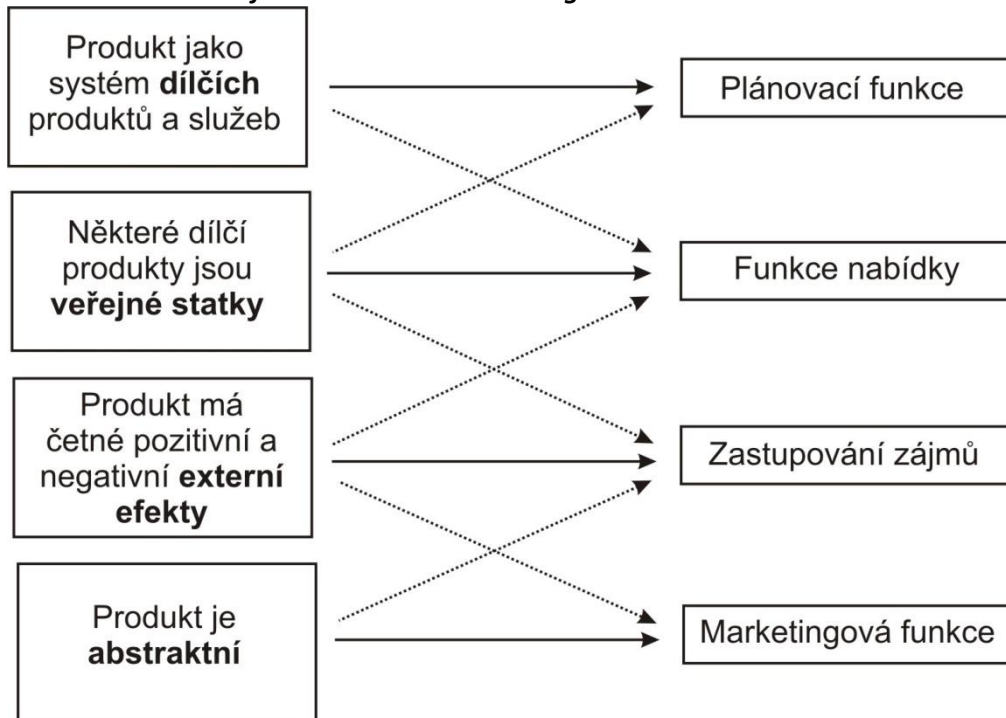 Produkt jako
systém dílčích
produktů a služeb
Plánovací funkce
Některé dílčí
produkty jsou
veřejné statky
Funkce nabídky
Produkt má
četné pozitivní a
negativní externí
efekty
Zastupování zájmů
Produkt je
abstraktní
Marketingová funkce